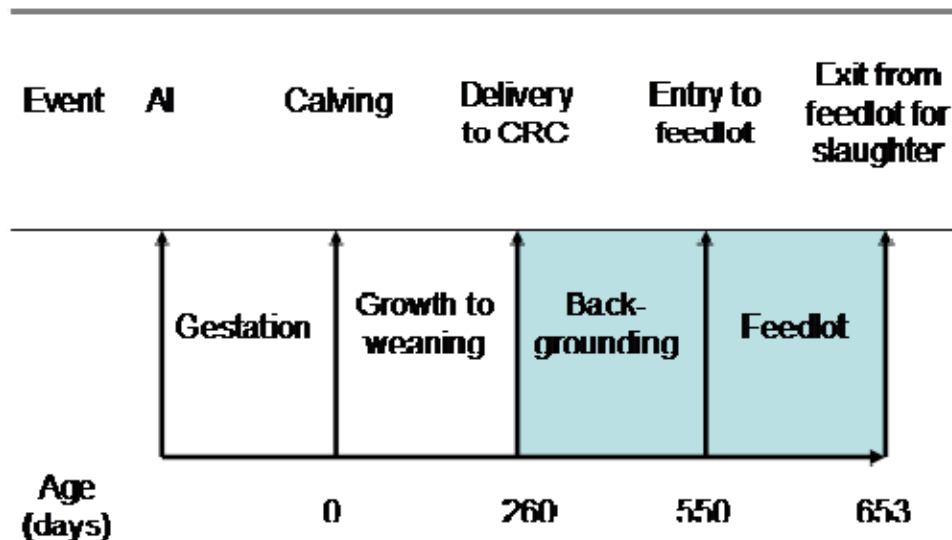 Event AI Calving Delivery to CRC Entry to feedlot Exit from feedlot for slaughter
Gestation Growth to weaning Back-grounding Feedlot
Age (days) 0 260 550 653